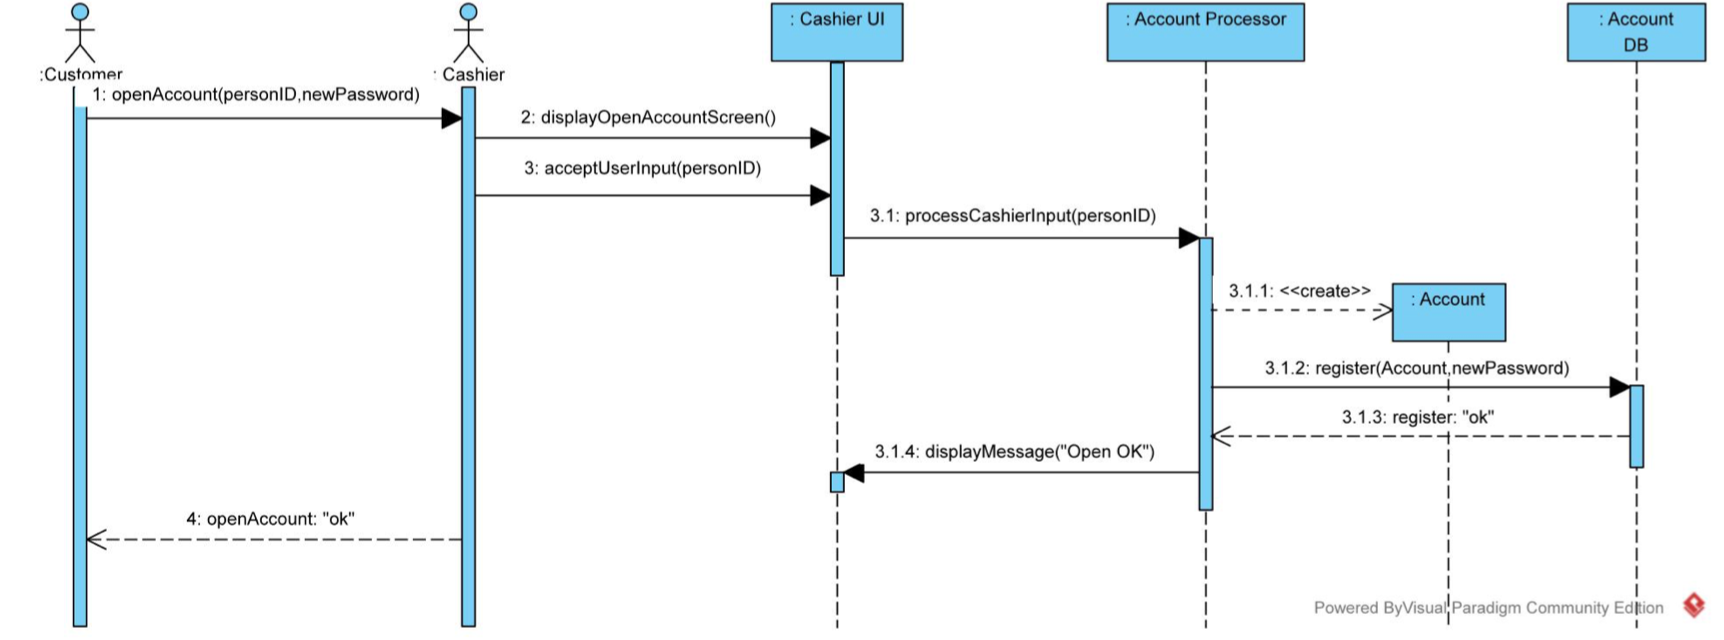 : Cashier UI
: Account Processor
: Account
DB
:Customer
: Cashier
1: openAccount(personID,newPassword)
2: displayOpenAccountScreen()
3: acceptUserInput(personID)
3.1: processCashierInput(personID)
3.1.1: <<create>>
: Account
3.1.2: register(Account,newPassword)
3.1.3: register: "ok"
3.1.4: displayMessage("Open OK")
4: openAccount: "ok"
Powered ByVisual Paradigm Community Edition